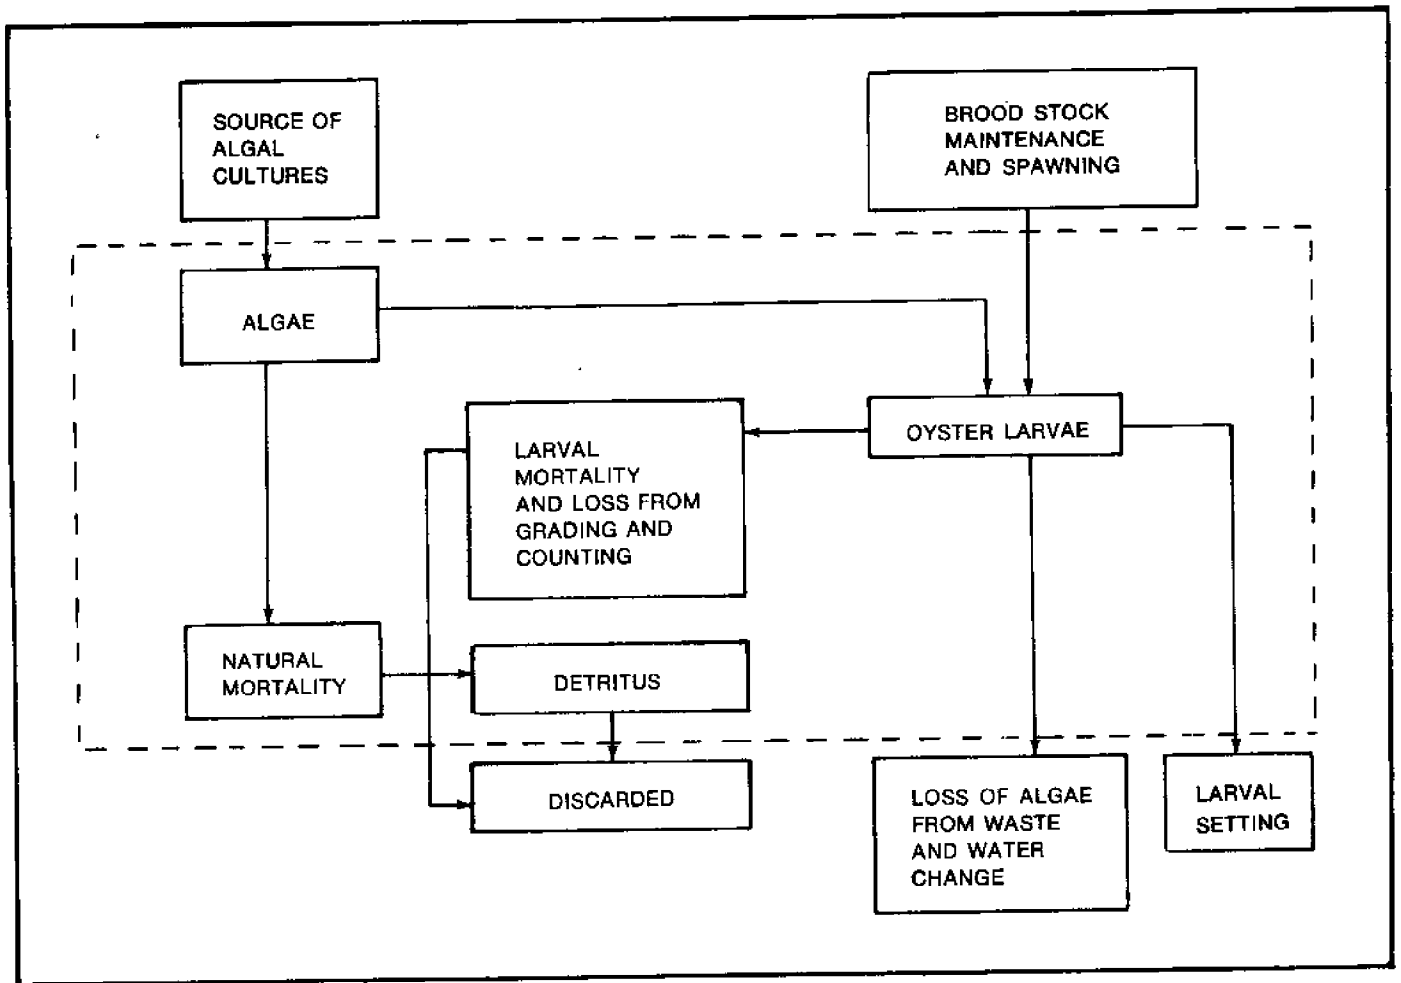 SOURCE OF
ALGAL
CULTURES
BROOD STOCK
MAINTENANCE
AND SPAWNING
ALGAE
OYSTER LARVAE
LARVAL
MORTALITY
AND LOSS FROM
GRADING AND
COUNTING
NATURAL
MORTALITY
DETRITUS
DISCARDED
LOSS OF ALGAE
FROM WASTE
AND WATER
CHANGE
LARVAL
SETTING